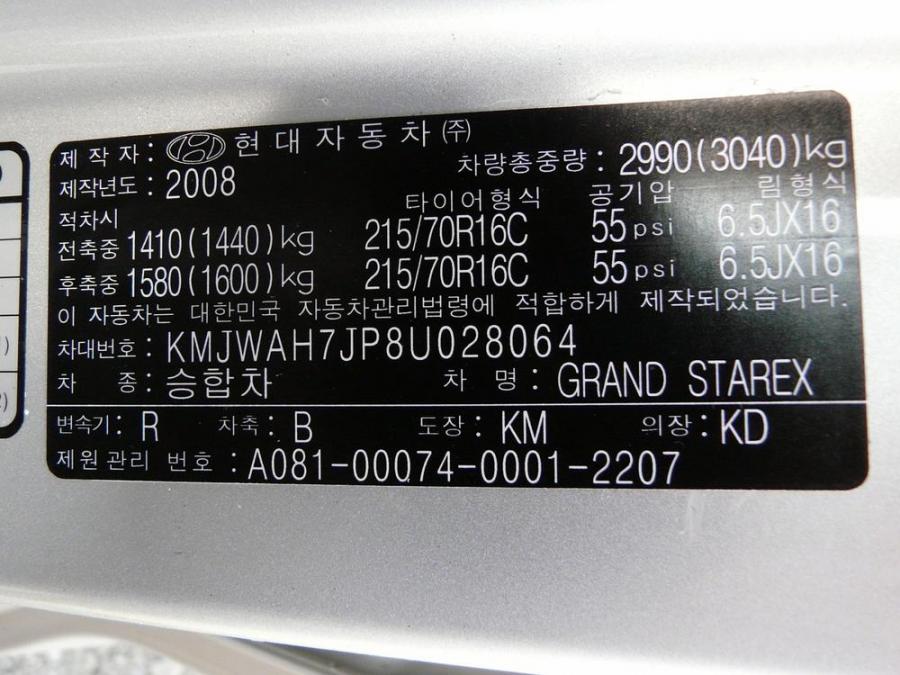 제 작 자 : 현대자동차(주)
차량총중량 : 2990(3040)kg
제작년도 : 2008
적차시 타이어형식 공기압 림형식
전축중 1410(1440)kg 215/70R16C 55psi 6.5JX16
후축중 1580(1600)kg 215/70R16C 55psi 6.5JX16
이 자동차는 대한민국 자동차관리법령에 적합하게 제작되었습니다.
차대번호 : KMJWAH7JP8U028064
차 종 : 승합차 차 명 : GRAND STAREX
변속기 : R 차축 : B 도장 : KM 의장 : KD
제원관리 번호 : A081-00074-0001-2207